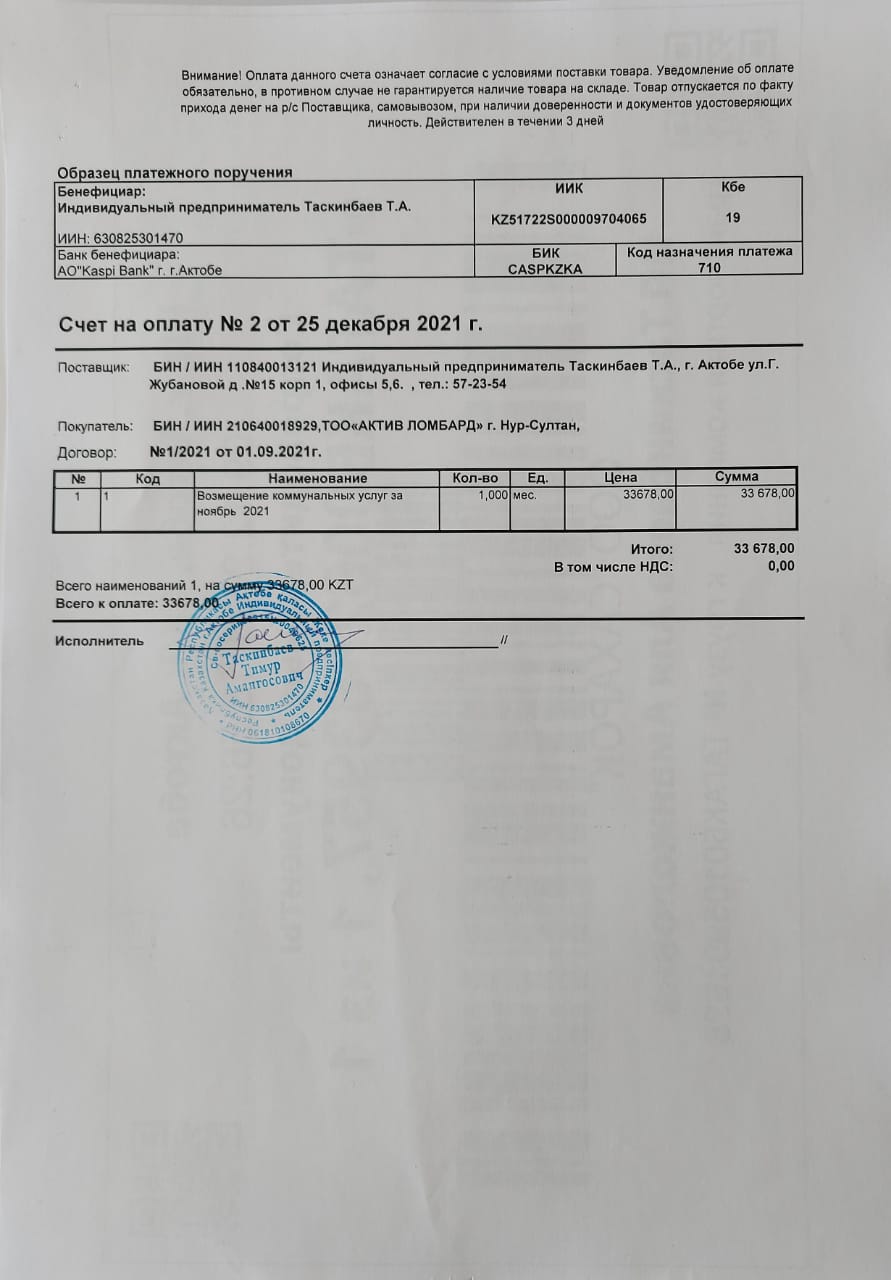 Внимание! Оплата данного счета означает согласие с условиями поставки товара. Уведомление об оплате
обязательно, в противном случае не гарантируется наличие товара на складе. Товар отпускается по факту
прихода денег на р/с Поставщика, самовывозом, при наличии доверенности и документов удостоверяющих
личность. Действителен в течении 3 дней
Образец платежного поручения
Бенефициар: ИИК Кбе
Индивидуальный предприниматель Таскинбаев Т.А.
KZ51722S000009704065 19
ИИН: 630825301470
Банк бенефициара: БИК Код назначения платежа
АО"Kaspi Bank" г. г.Актобе CASPKZKA 710
Счет на оплату № 2 от 25 декабря 2021 г.
Поставщик: БИН / ИИН 110840013121 Индивидуальный предприниматель Таскинбаев Т.А., г. Актобе ул.Г.
Жубановой д .№15 корп 1, офисы 5,6. , тел.: 57-23-54
Покупатель: БИН / ИИН 210640018929,ТОО«АКТИВ ЛОМБАРД» г. Нур-Султан,
Договор: №1/2021 от 01.09.2021г.
№ Код Наименование Кол-во Ед. Цена Сумма
1 1 Возмещение коммунальных услуг за 1,000 мес. 33678,00 33 678,00
ноябрь 2021
Итого: 33 678,00
В том числе НДС: 0,00
Всего наименований 1, на сумму 33678,00 KZT
Всего к оплате: 33678,00
Исполнитель //
Таскинбаев
Тимур
Амангосович
ИИН 630825301470
РНН 061810108670